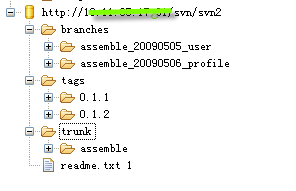 http:// /svn/svn2
branches
assemble_20090505_user
assemble_20090506_profile
tags
0.1.1
0.1.2
trunk
assemble
readme.txt 1